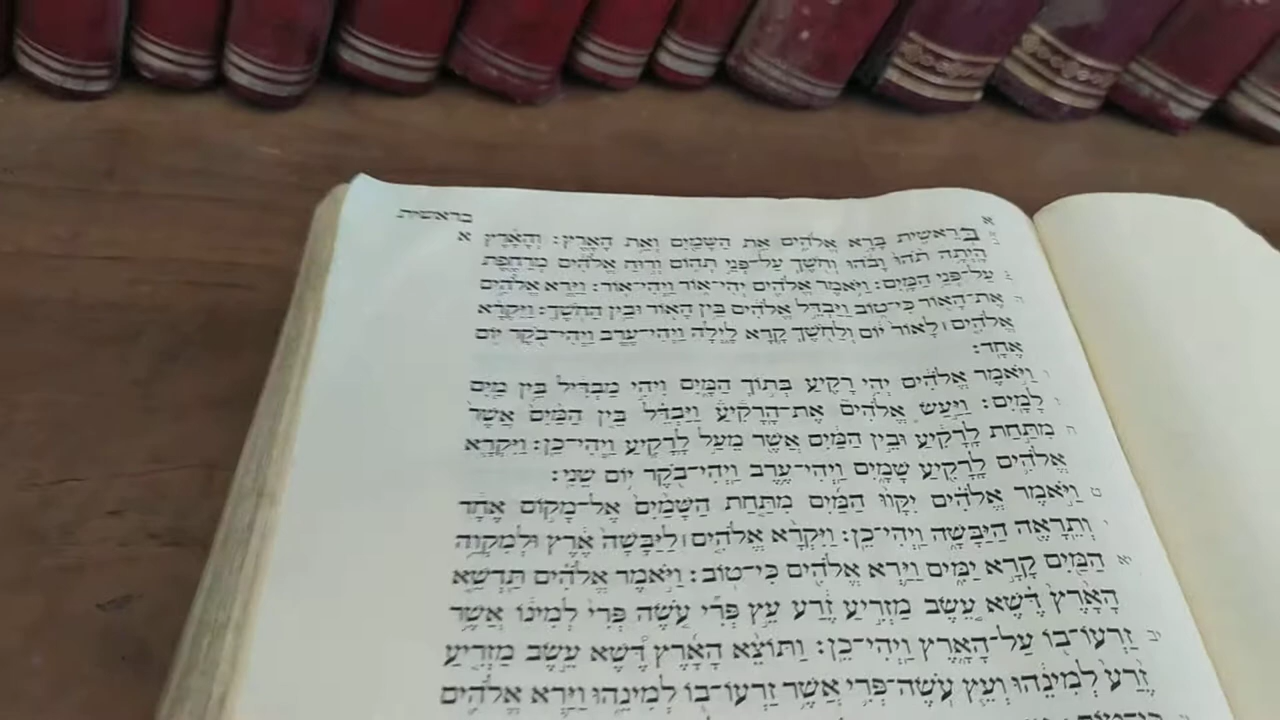 בראשית
א
א בְּרֵאשִׁית בָּרָא אֱלֹהִים אֵת הַשָּׁמַיִם וְאֵת הָאָרֶץ׃ וְהָאָרֶץ
הָיְתָה תֹהוּ וָבֹהוּ וְחֹשֶׁךְ עַל־פְּנֵי תְהוֹם וְרוּחַ אֱלֹהִים מְרַחֶפֶת
עַל־פְּנֵי הַמָּיִם׃ וַיֹּאמֶר אֱלֹהִים יְהִי־אוֹר וַיְהִי־אוֹר׃ וַיַּרְא אֱלֹהִים
אֶת־הָאוֹר כִּי־טוֹב וַיַּבְדֵּל אֱלֹהִים בֵּין הָאוֹר וּבֵין הַחֹשֶׁךְ׃ וַיִּקְרָא
אֱלֹהִים׀ לָאוֹר יוֹם וְלַחֹשֶׁךְ קָרָא לָיְלָה וַיְהִי־עֶרֶב וַיְהִי־בֹקֶר יוֹם
אֶחָד׃
ו וַיֹּאמֶר אֱלֹהִים יְהִי רָקִיעַ בְּתוֹךְ הַמָּיִם וִיהִי מַבְדִּיל בֵּין מַיִם
ז לָמָיִם׃ וַיַּעַשׂ אֱלֹהִים אֶת־הָרָקִיעַ וַיַּבְדֵּל בֵּין הַמַּיִם אֲשֶׁר
ח מִתַּחַת לָרָקִיעַ וּבֵין הַמַּיִם אֲשֶׁר מֵעַל לָרָקִיעַ וַיְהִי־כֵן׃ וַיִּקְרָא
אֱלֹהִים לָרָקִיעַ שָׁמָיִם וַיְהִי־עֶרֶב וַיְהִי־בֹקֶר יוֹם שֵׁנִי׃
ט וַיֹּאמֶר אֱלֹהִים יִקָּווּ הַמַּיִם מִתַּחַת הַשָּׁמַיִם אֶל־מָקוֹם אֶחָד
י וְתֵרָאֶה הַיַּבָּשָׁה וַיְהִי־כֵן׃ וַיִּקְרָא אֱלֹהִים׀ לַיַּבָּשָׁה אֶרֶץ וּלְמִקְוֵה
יא הַמַּיִם קָרָא יַמִּים וַיַּרְא אֱלֹהִים כִּי־טוֹב׃ וַיֹּאמֶר אֱלֹהִים תַּדְשֵׁא
הָאָרֶץ דֶּשֶׁא עֵשֶׂב מַזְרִיעַ זֶרַע עֵץ פְּרִי עֹשֶׂה פְּרִי לְמִינוֹ אֲשֶׁר
יב זַרְעוֹ־בוֹ עַל־הָאָרֶץ וַיְהִי־כֵן׃ וַתּוֹצֵא הָאָרֶץ דֶּשֶׁא עֵשֶׂב מַזְרִיעַ
זֶרַע לְמִינֵהוּ וְעֵץ עֹשֶׂה־פְּרִי אֲשֶׁר זַרְעוֹ־בוֹ לְמִינֵהוּ וַיַּרְא אֱלֹהִים